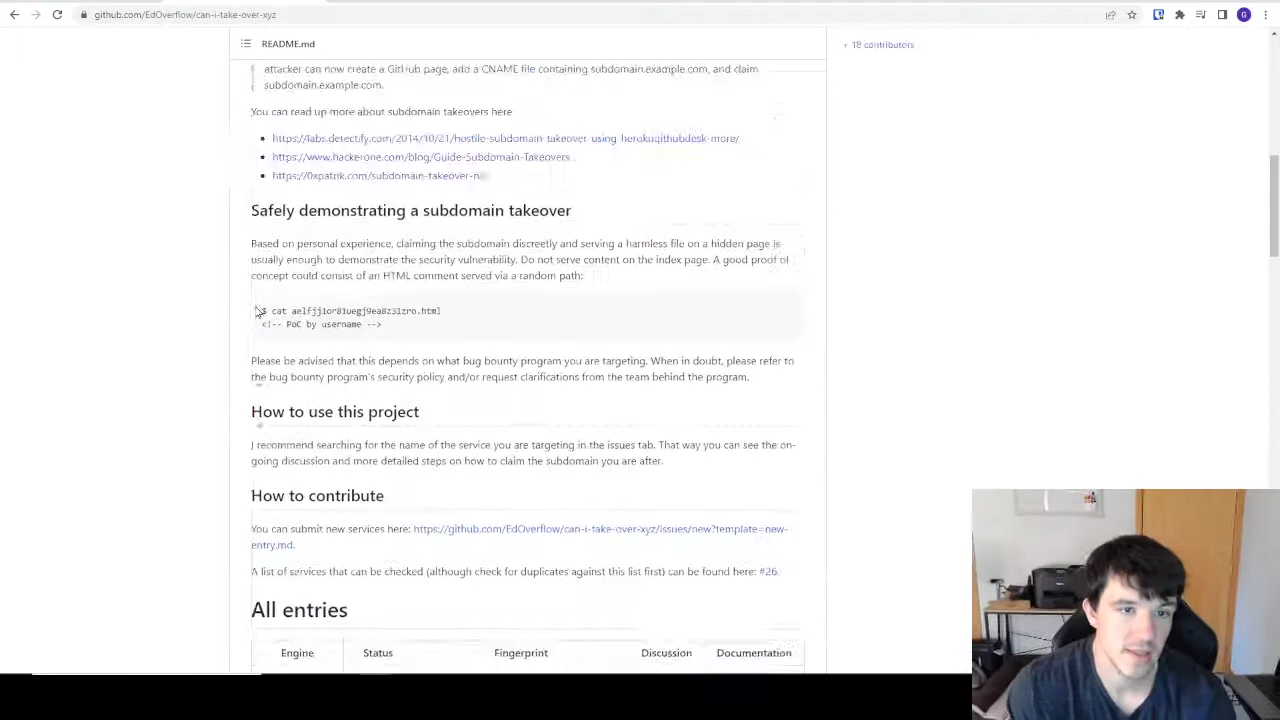 github.com/EdOverflow/can-i-take-over-xyz
G
README.md
18 contributors
attacker can now create a GitHub page, add a CNAME file containing subdomain.example.com, and claim
subdomain.example.com.
You can read up more about subdomain takeovers here
https://labs.detectify.com/2014/10/21/hostile-subdomain-takeover-using-herokugithubdesk-more/
https://www.hackerone.com/blog/Guide-Subdomain-Takeovers
https://0xpatrik.com/subdomain-takeover-
Safely demonstrating a subdomain takeover
Based on personal experience, claiming the subdomain discreetly and serving a harmless file on a hidden page is
usually enough to demonstrate the security vulnerability. Do not serve content on the index page. A good proof of
concept could consist of an HTML comment served via a random path:
$ cat aelfjj1or81uegj9ea8z31zro.html
<!-- PoC by username -->
Please be advised that this depends on what bug bounty program you are targeting. When in doubt, please refer to
the bug bounty program's security policy and/or request clarifications from the team behind the program.
How to use this project
I recommend searching for the name of the service you are targeting in the issues tab. That way you can see the on-
going discussion and more detailed steps on how to claim the subdomain you are after.
How to contribute
You can submit new services here: https://github.com/EdOverflow/can-i-take-over-xyz/issues/new?template=new-
entry.md.
A list of services that can be checked (although check for duplicates against this list first) can be found here: #26.
All entries
Engine Status Fingerprint Discussion Documentation